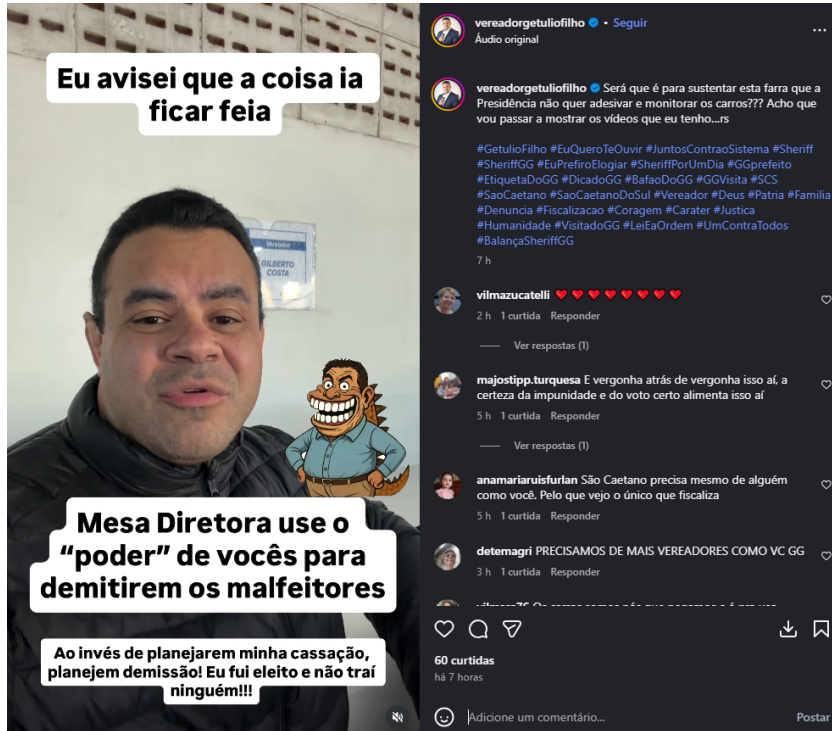 Eu avisei que a coisa ia
ficar feia
Vereador
GILBERTO
COSTA
Mesa Diretora use o
“poder” de vocês para
demitirem os malfeitores
Ao invés de planejarem minha cassação,
planejem demissão! Eu fui eleito e não traí
ninguém!!!
vereadorgetuliofilho • Seguir
Áudio original
vereadorgetuliofilho Será que é para sustentar esta farra que a
Presidência não quer adesivar e monitorar os carros??? Acho que
vou passar a mostrar os vídeos que eu tenho...rs
#GetulioFilho #EuQueroTeOuvir #JuntosContraoSistema #Sheriff
#SheriffGG #EuPrefiroElogiar #SheriffPorUmDia #GGprefeito
#EtiquetaDoGG #DicadoGG #BafaoDoGG #GGVisita #SCS
#SaoCaetano #SaoCaetanoDoSul #Vereador #Deus #Patria #Familia
#Denuncia #Fiscalizacao #Coragem #Carater #Justica
#Humanidade #VisitadoGG #LeiEaOrdem #UmContraTodos
#BalançaSheriffGG
7 h
vilmazucatelli ❤❤❤❤❤❤❤❤
2 h 1 curtida Responder
Ver respostas (1)
majostipp.turquesa E vergonha atrás de vergonha isso aí, a
certeza da impunidade e do voto certo alimenta isso aí
5 h 1 curtida Responder
Ver respostas (1)
anamariaruisfurlan São Caetano precisa mesmo de alguém
como você. Pelo que vejo o único que fiscaliza
5 h 1 curtida Responder
detemagri PRECISAMOS DE MAIS VEREADORES COMO VC GG
3 h 1 curtida Responder
60 curtidas
há 7 horas
Adicione um comentário...
Postar